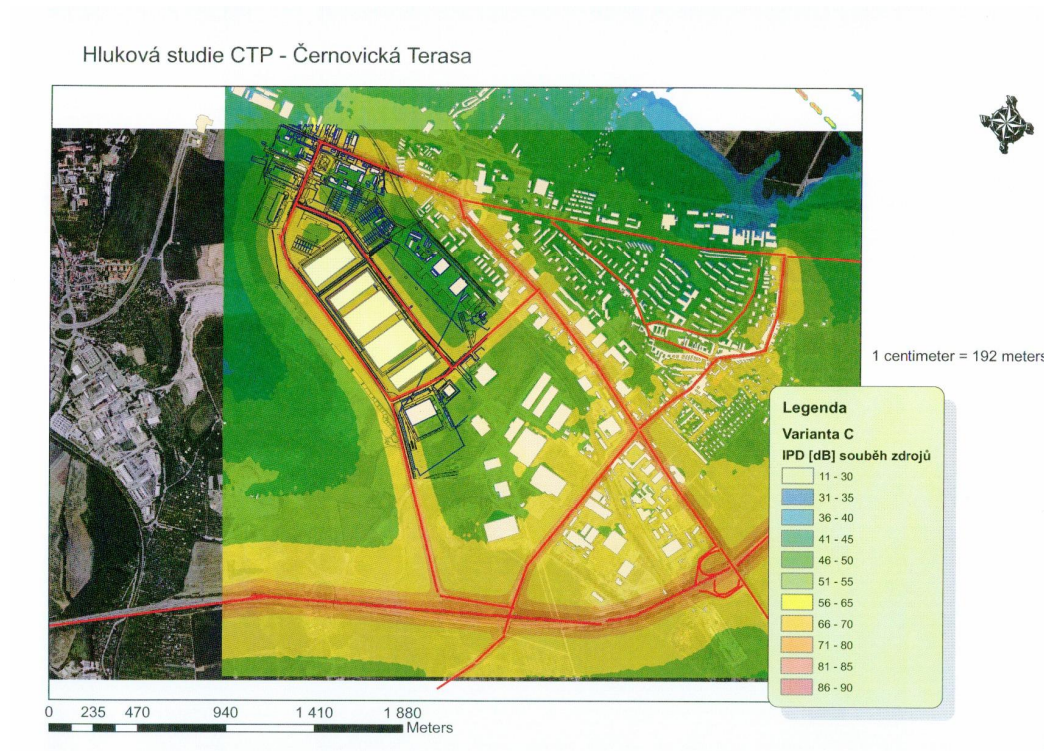 Hluková studie CTP - Černovická Terasa
1 centimeter = 192 meters
Legenda
Varianta C
IPD [dB] souběh zdrojů
11 - 30
31 - 35
36 - 40
41 - 45
46 - 50
51 - 55
56 - 65
66 - 70
71 - 80
81 - 85
86 - 90
0 235 470 940 1 410 1 880
Meters